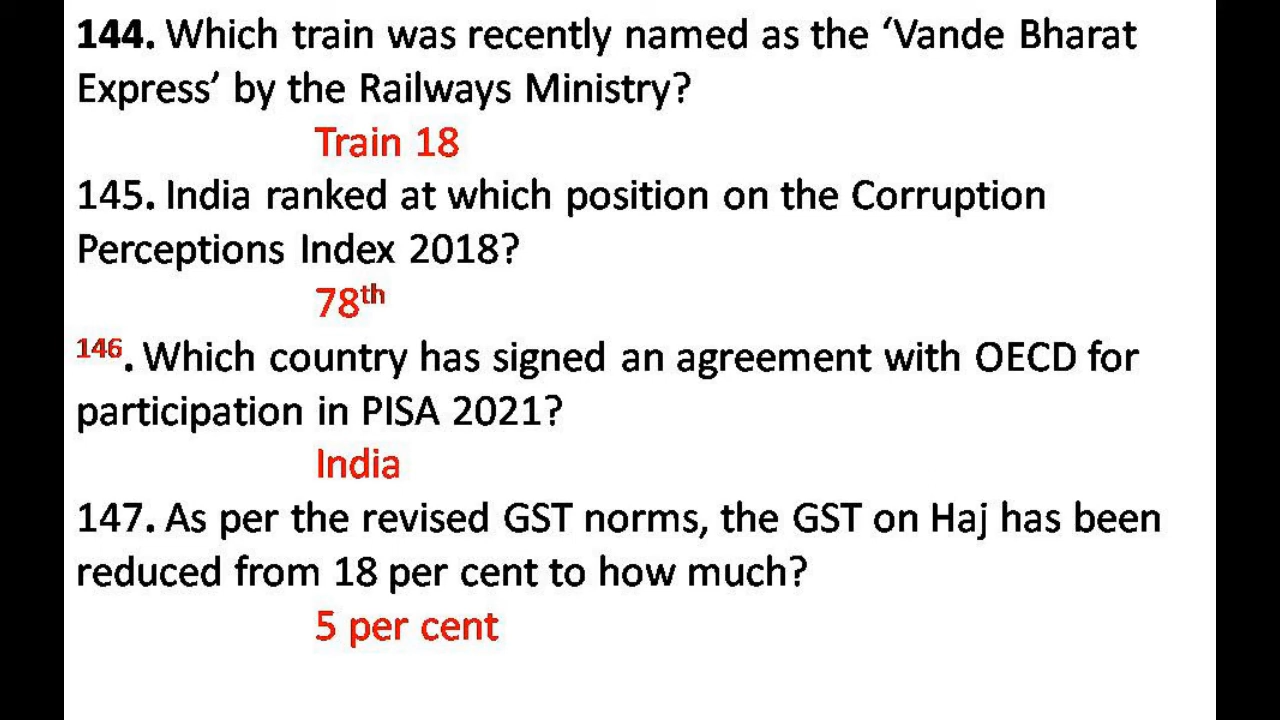 144. Which train was recently named as the ‘Vande Bharat
Express’ by the Railways Ministry?
Train 18
145. India ranked at which position on the Corruption
Perceptions Index 2018?
78th
146. Which country has signed an agreement with OECD for
participation in PISA 2021?
India
147. As per the revised GST norms, the GST on Haj has been
reduced from 18 per cent to how much?
5 per cent